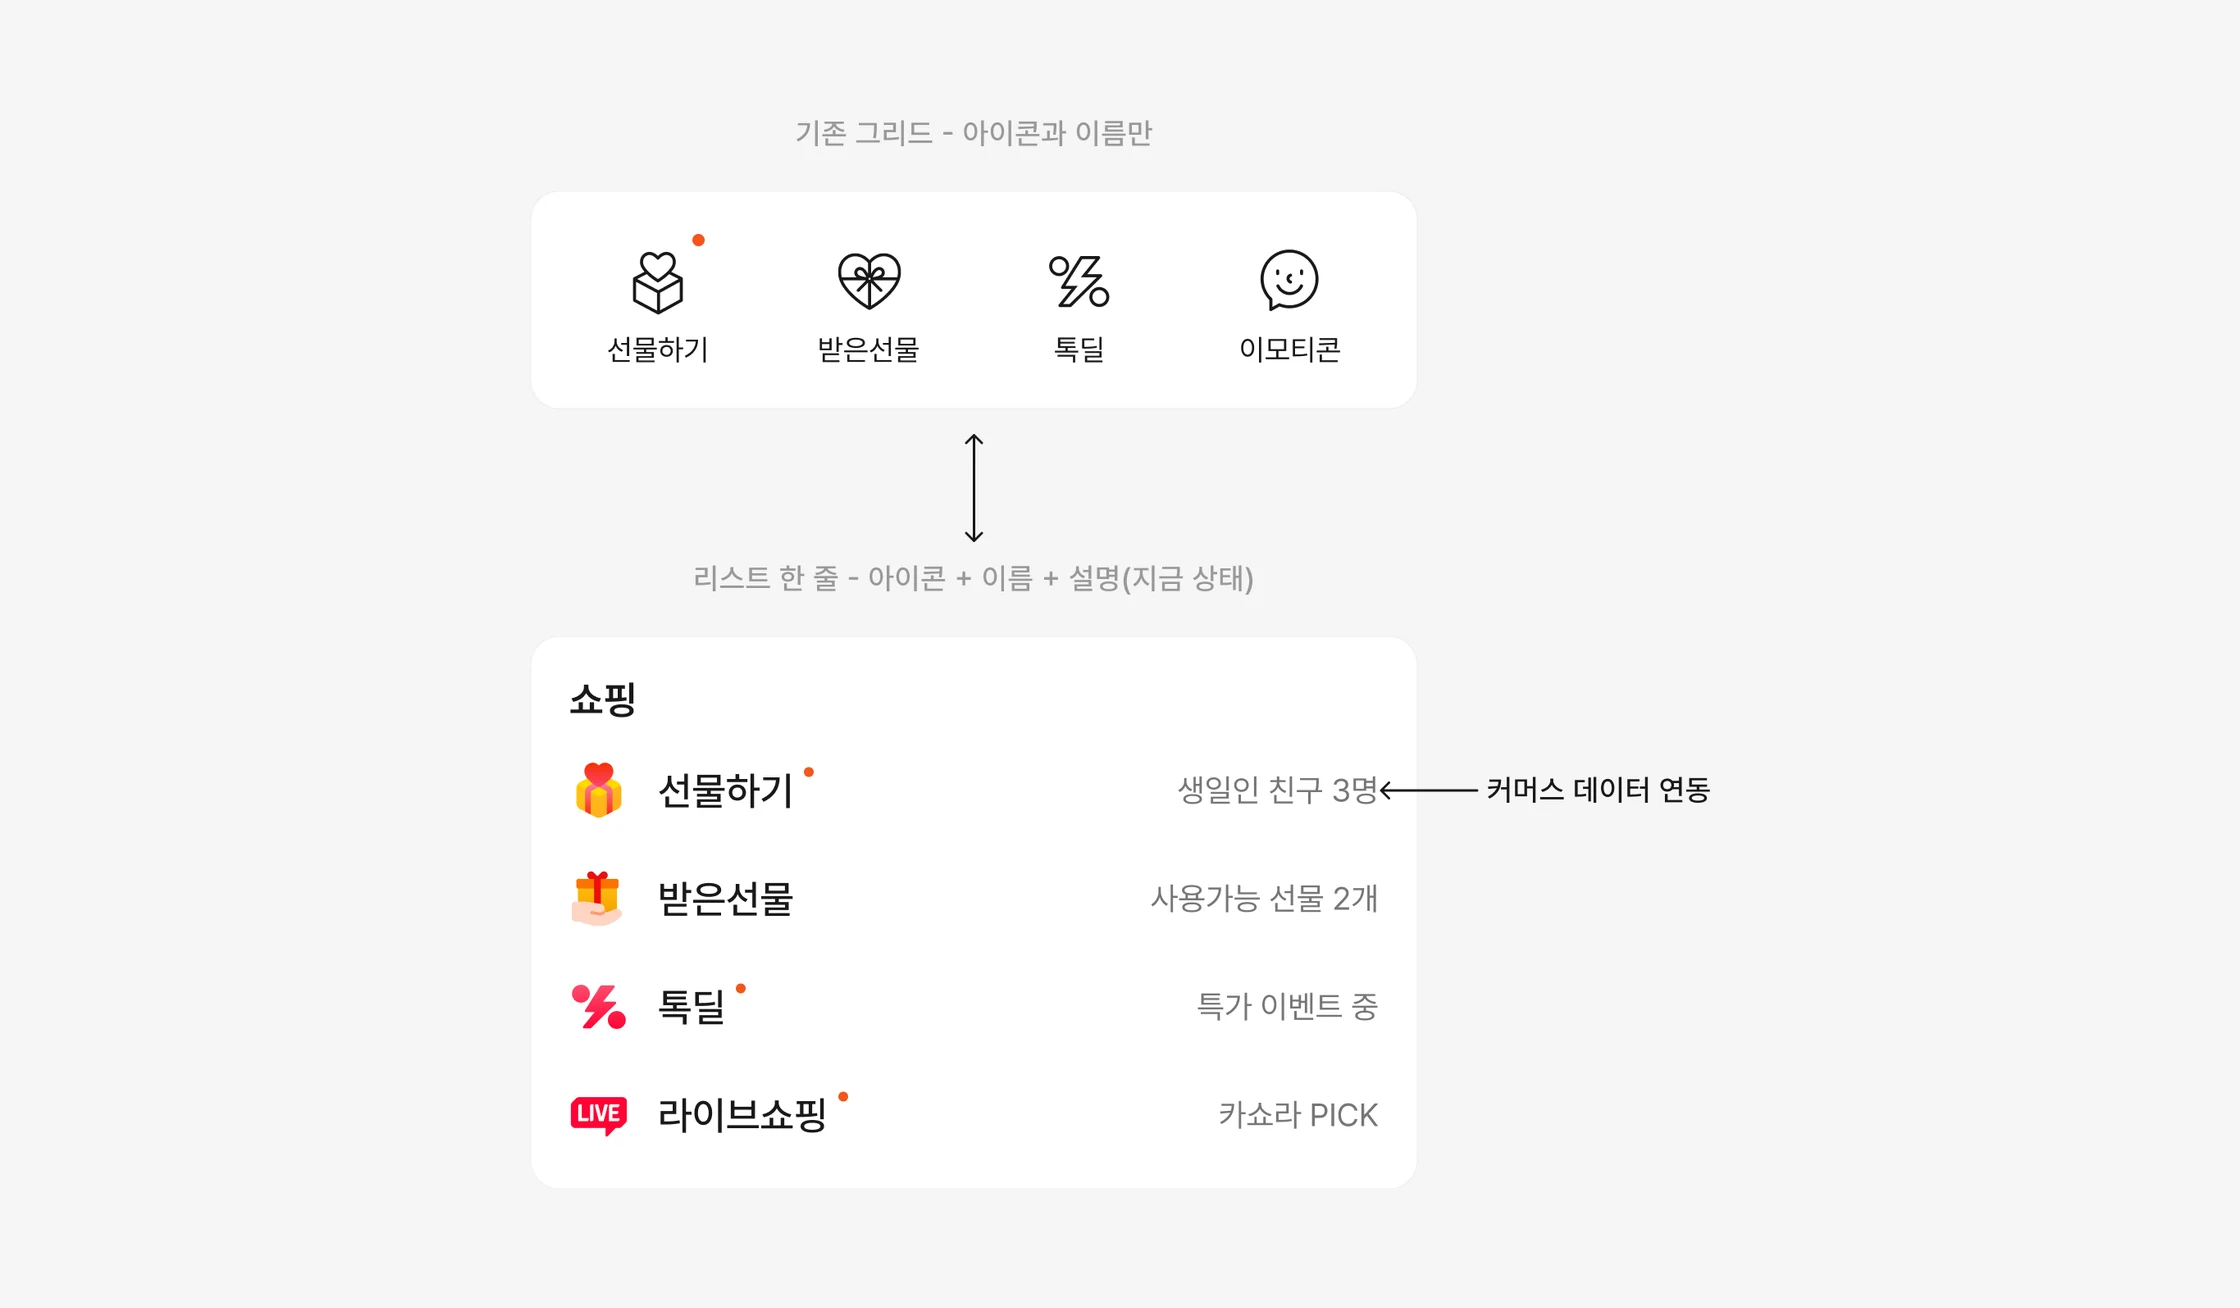 기존 그리드 - 아이콘과 이름만
선물하기
받은선물
톡딜
이모티콘
리스트 한 줄 - 아이콘 + 이름 + 설명(지금 상태)
쇼핑
선물하기
생일인 친구 3명
커머스 데이터 연동
받은선물
사용가능 선물 2개
톡딜
특가 이벤트 중
LIVE
라이브쇼핑
카쇼라 PICK